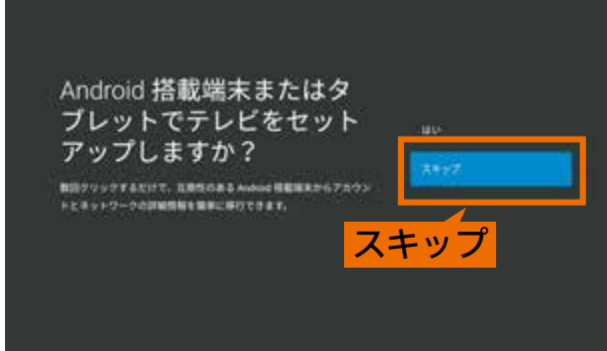 Android 搭載端末またはタ
ブレットでテレビをセット
アップしますか？
数回クリックするだけで、互換性のある Android 搭載端末からアカウン
トとネットワークの詳細情報を簡単に移行できます。
はい
スキップ
スキップ